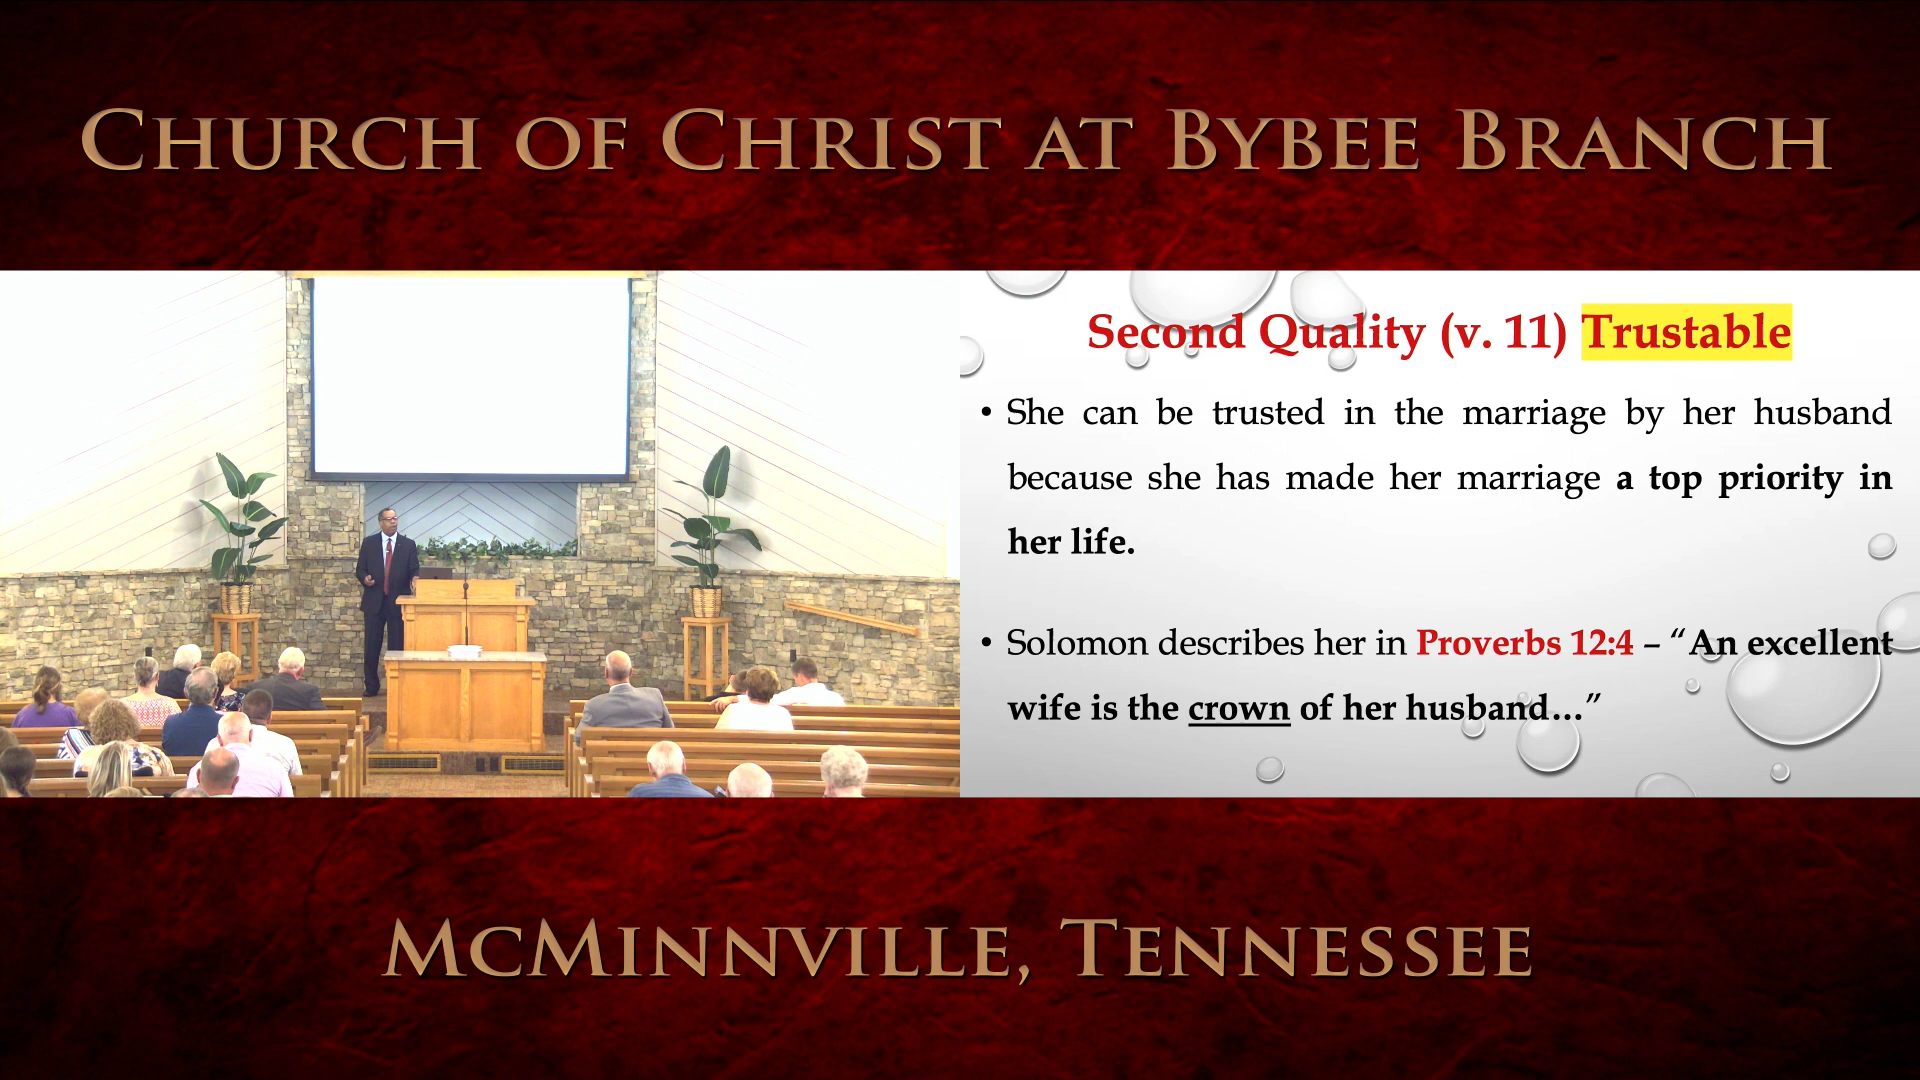 Church of Christ at Bybee Branch
Second Quality (v. 11) Trustable
• She can be trusted in the marriage by her husband
because she has made her marriage a top priority in
her life.
• Solomon describes her in Proverbs 12:4 – “An excellent
wife is the crown of her husband…”
McMinnville, Tennessee